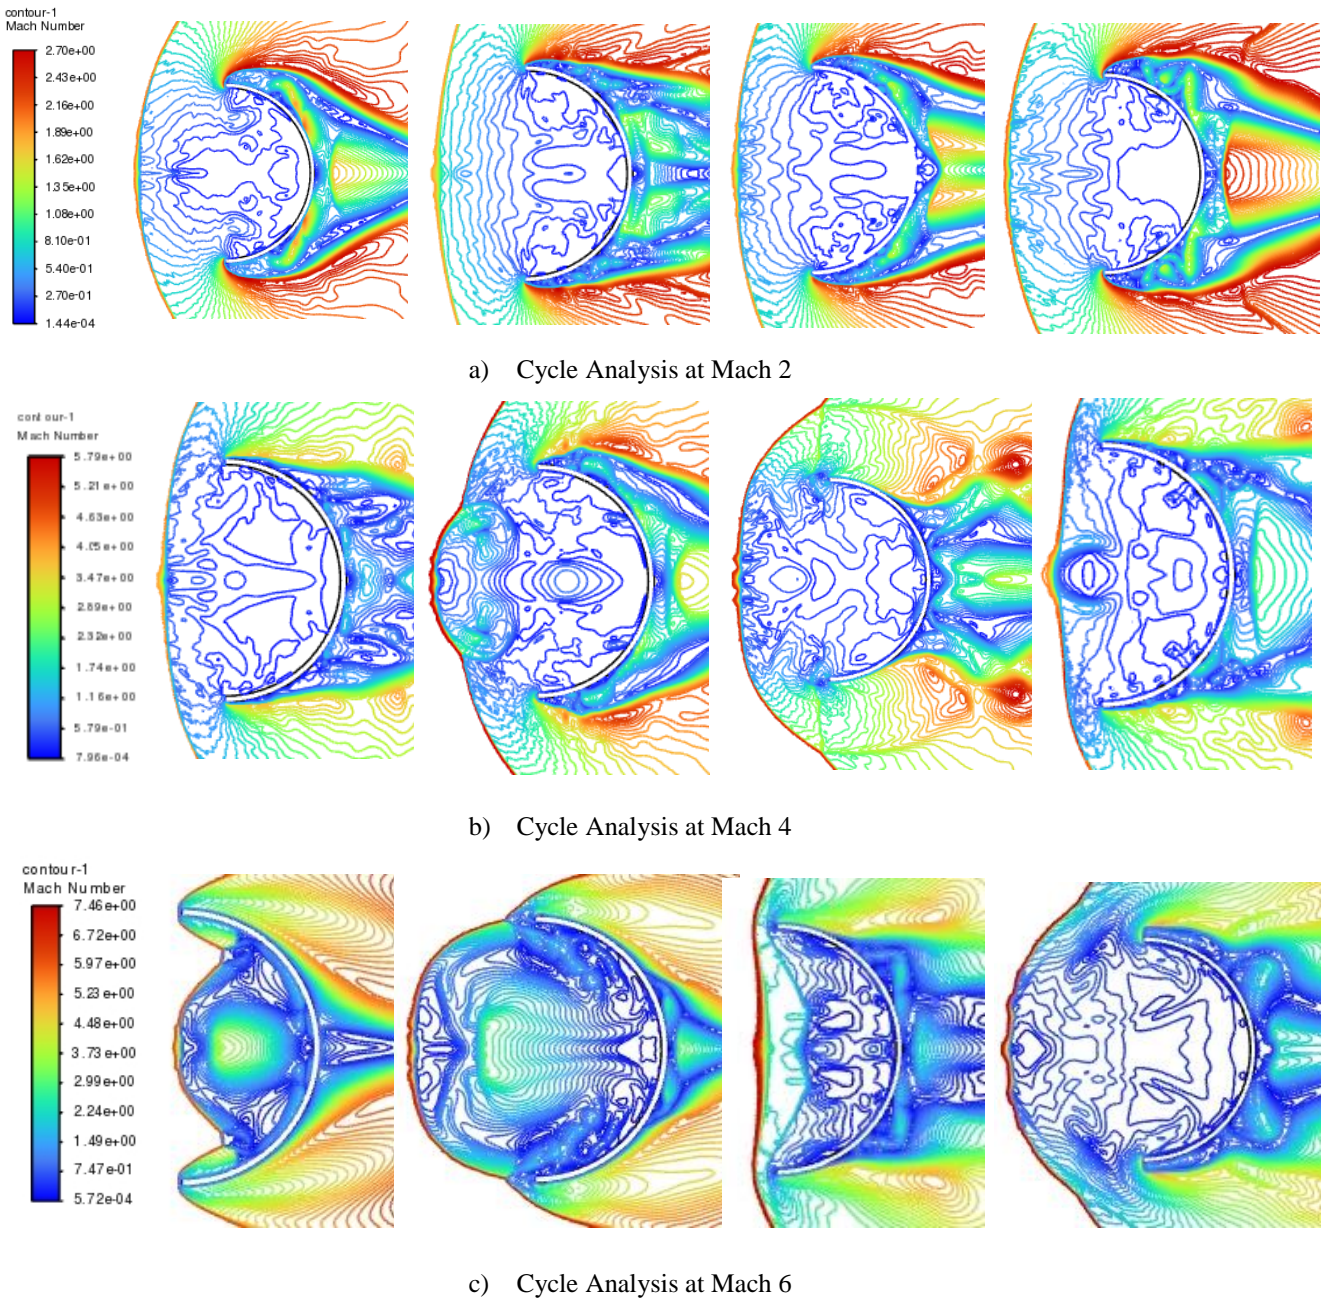 contour-1
Mach Number
2.70e+00
2.43e+00
2.16e+00
1.89e+00
1.62e+00
1.35e+00
1.08e+00
8.10e-01
5.40e-01
2.70e-01
1.44e-04
a) Cycle Analysis at Mach 2
contour-1
Mach Number
5.79e+00
5.21e+00
4.63e+00
4.05e+00
3.47e+00
2.89e+00
2.32e+00
1.74e+00
1.16e+00
5.79e-01
7.96e-04
b) Cycle Analysis at Mach 4
contour-1
Mach Number
7.46e+00
6.72e+00
5.97e+00
5.23e+00
4.48e+00
3.73e+00
2.99e+00
2.24e+00
1.49e+00
7.47e-01
5.72e-04
c) Cycle Analysis at Mach 6